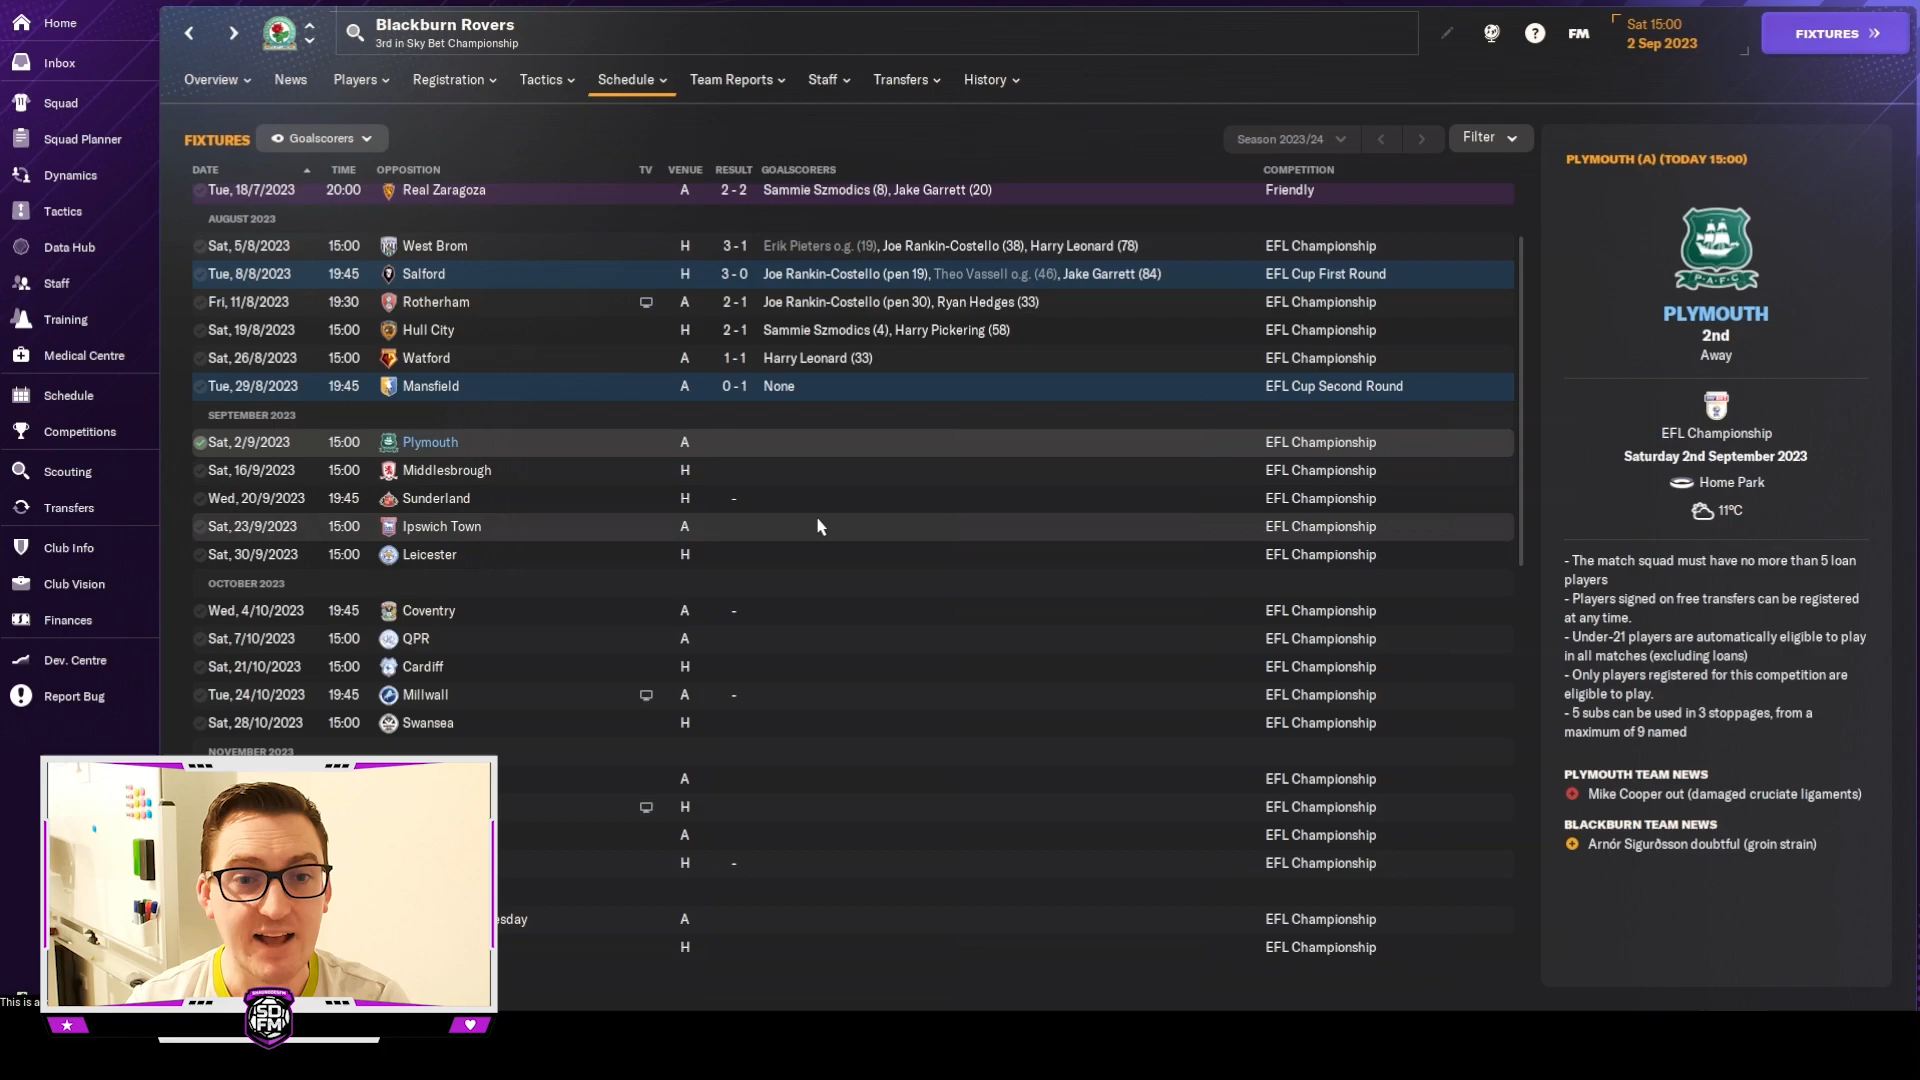 Home
Inbox
Squad
Squad Planner
Dynamics
Tactics
Data Hub
Staff
Training
Medical Centre
Schedule
Competitions
Scouting
Transfers
Club Info
Club Vision
Finances
Dev. Centre
Report Bug
Blackburn Rovers
3rd in Sky Bet Championship
FM
Sat 15:00
2 Sep 2023
FIXTURES
Overview News Players Registration Tactics Schedule Team Reports Staff Transfers History
FIXTURES Goalscorers Season 2023/24 Filter
DATE TIME OPPOSITION TV VENUE RESULT GOALSCORERS COMPETITION
Tue, 18/7/2023 20:00 Real Zaragoza A 2 - 2 Sammie Szmodics (8), Jake Garrett (20) Friendly
AUGUST 2023
Sat, 5/8/2023 15:00 West Brom H 3 - 1 Erik Pieters o.g. (19), Joe Rankin-Costello (38), Harry Leonard (78) EFL Championship
Tue, 8/8/2023 19:45 Salford H 3 - 0 Joe Rankin-Costello (pen 19), Theo Vassell o.g. (46), Jake Garrett (84) EFL Cup First Round
Fri, 11/8/2023 19:30 Rotherham A 2 - 1 Joe Rankin-Costello (pen 30), Ryan Hedges (33) EFL Championship
Sat, 19/8/2023 15:00 Hull City H 2 - 1 Sammie Szmodics (4), Harry Pickering (58) EFL Championship
Sat, 26/8/2023 15:00 Watford A 1 - 1 Harry Leonard (33) EFL Championship
Tue, 29/8/2023 19:45 Mansfield A 0 - 1 None EFL Cup Second Round
SEPTEMBER 2023
Sat, 2/9/2023 15:00 Plymouth A EFL Championship
Sat, 16/9/2023 15:00 Middlesbrough H EFL Championship
Wed, 20/9/2023 19:45 Sunderland H - EFL Championship
Sat, 23/9/2023 15:00 Ipswich Town A EFL Championship
Sat, 30/9/2023 15:00 Leicester H EFL Championship
OCTOBER 2023
Wed, 4/10/2023 19:45 Coventry A - EFL Championship
Sat, 7/10/2023 15:00 QPR A EFL Championship
Sat, 21/10/2023 15:00 Cardiff H EFL Championship
Tue, 24/10/2023 19:45 Millwall A - EFL Championship
Sat, 28/10/2023 15:00 Swansea H EFL Championship
NOVEMBER 2023
A EFL Championship
H EFL Championship
A EFL Championship
H - EFL Championship
esday A EFL Championship
H EFL Championship
PLYMOUTH (A) (TODAY 15:00)
P.A.F.C
PLYMOUTH
2nd
Away
EFL Championship
Saturday 2nd September 2023
Home Park
11ºC
- The match squad must have no more than 5 loan
players
- Players signed on free transfers can be registered
at any time.
- Under-21 players are automatically eligible to play
in all matches (excluding loans)
- Only players registered for this competition are
eligible to play.
- 5 subs can be used in 3 stoppages, from a
maximum of 9 named
PLYMOUTH TEAM NEWS
Mike Cooper out (damaged cruciate ligaments)
BLACKBURN TEAM NEWS
Arnór Sigurðsson doubtful (groin strain)
This is a
SD
FM